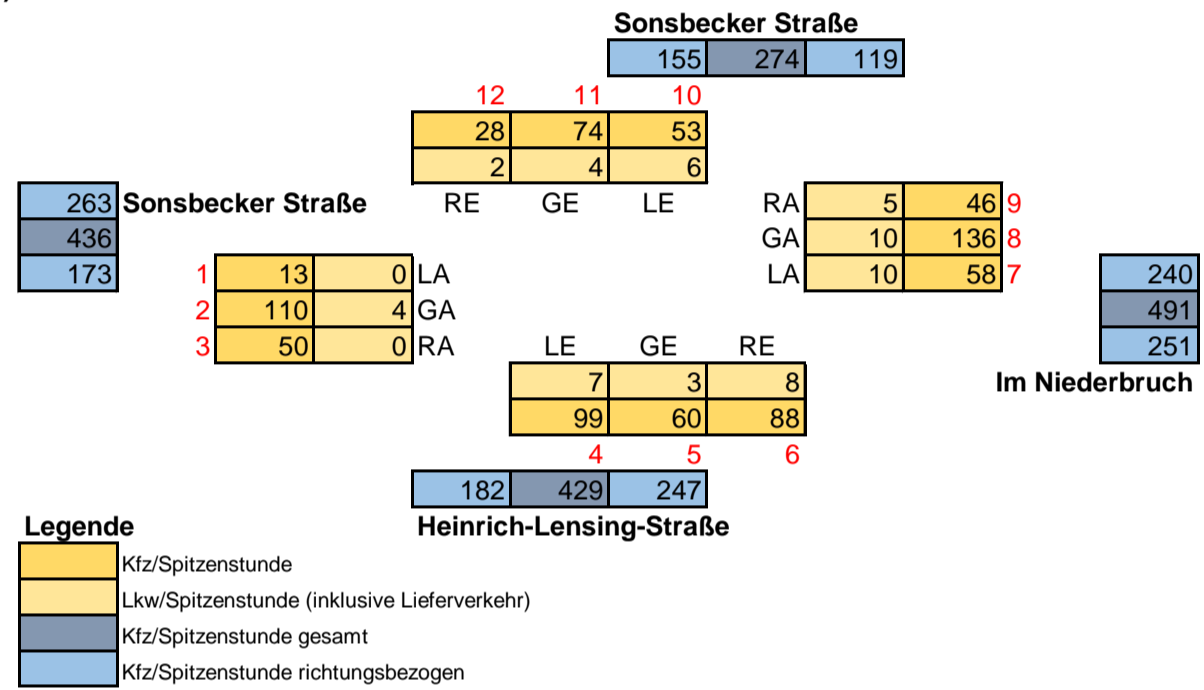 Sonsbecker Straße
155 274 119
12 11 10
28 74 53
2 4 6
263 Sonsbecker Straße RE GE LE RA 5 46 9
436 GA 10 136 8
173 1 13 0 LA LA 10 58 7 240
2 110 4 GA 491
3 50 0 RA LE GE RE 251
7 3 8 Im Niederbruch
99 60 88
4 5 6
182 429 247
Legende Heinrich-Lensing-Straße
Kfz/Spitzenstunde
Lkw/Spitzenstunde (inklusive Lieferverkehr)
Kfz/Spitzenstunde gesamt
Kfz/Spitzenstunde richtungsbezogen